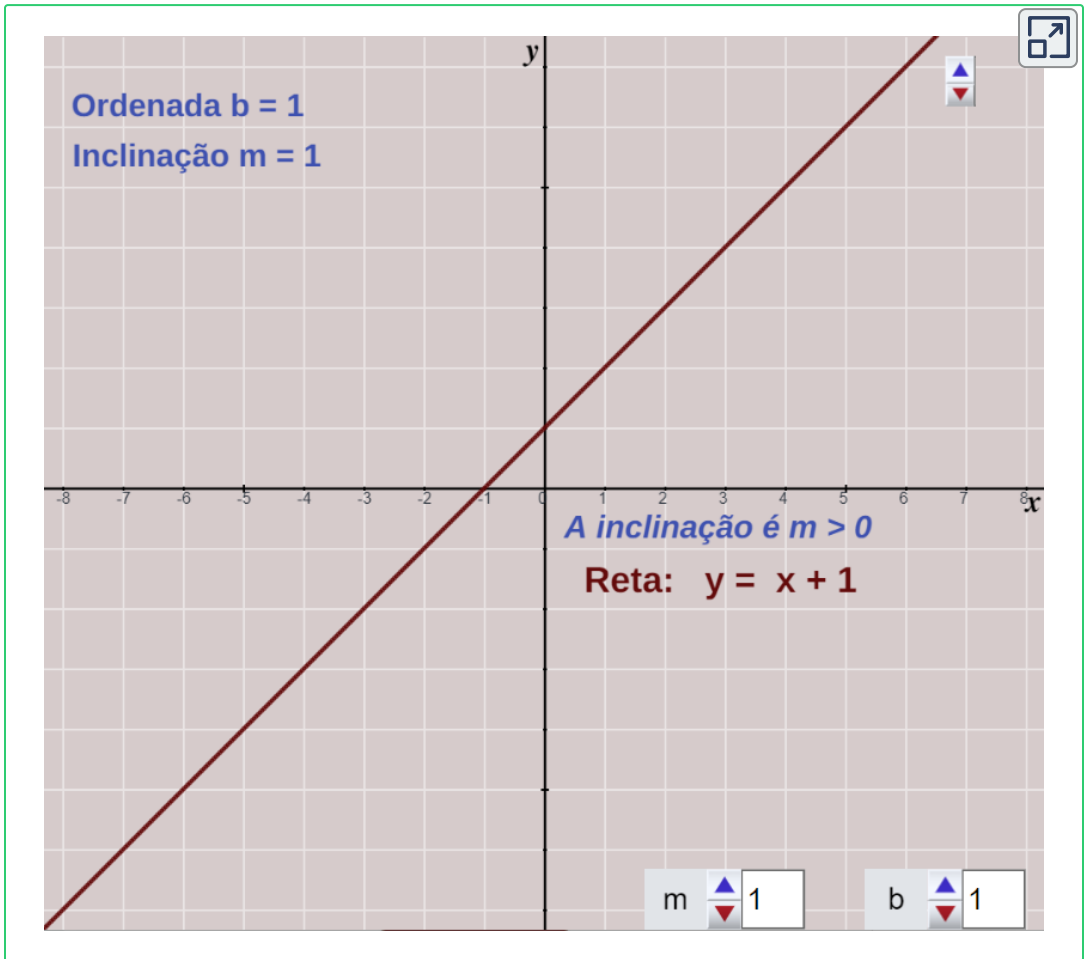 y
Ordenada b = 1
Inclinação m = 1
-8 -7 -6 -5 -4 -3 -2 -1 0 1 2 3 4 5 6 7 8 x
A inclinação é m > 0
Reta: y = x + 1
m 1 b 1